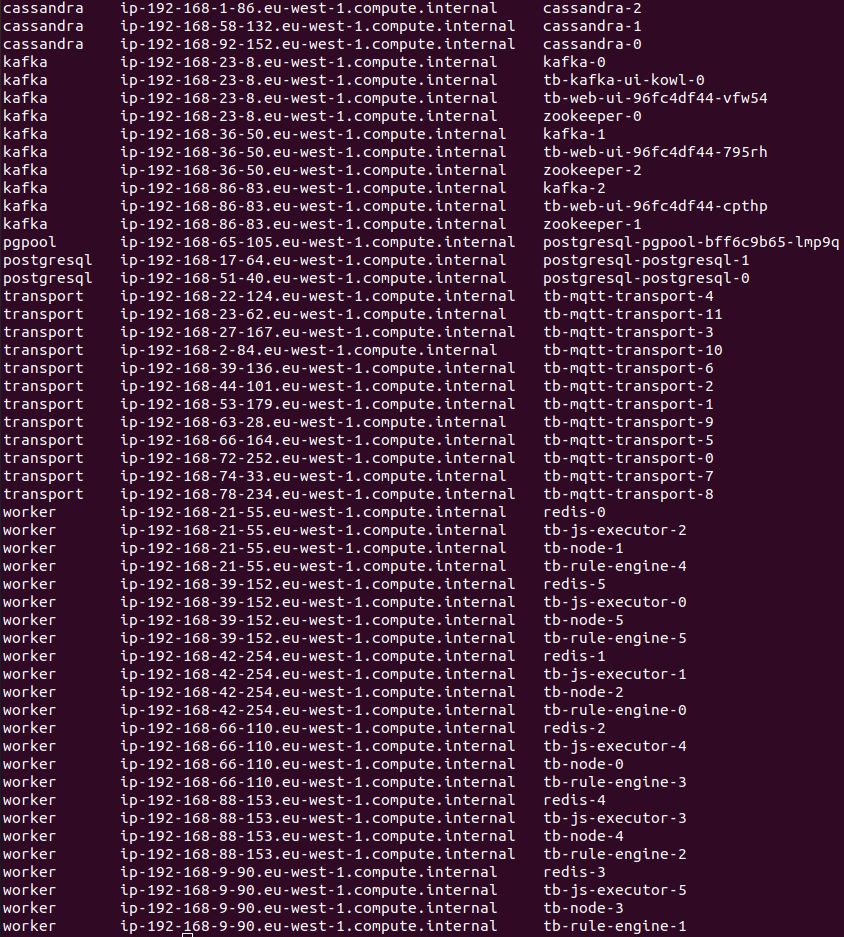 cassandra ip-192-168-1-86.eu-west-1.compute.internal cassandra-2
cassandra ip-192-168-58-132.eu-west-1.compute.internal cassandra-1
cassandra ip-192-168-92-152.eu-west-1.compute.internal cassandra-0
kafka ip-192-168-23-8.eu-west-1.compute.internal kafka-0
kafka ip-192-168-23-8.eu-west-1.compute.internal tb-kafka-ui-kowl-0
kafka ip-192-168-23-8.eu-west-1.compute.internal tb-web-ui-96fc4df44-vfw54
kafka ip-192-168-23-8.eu-west-1.compute.internal zookeeper-0
kafka ip-192-168-36-50.eu-west-1.compute.internal kafka-1
kafka ip-192-168-36-50.eu-west-1.compute.internal tb-web-ui-96fc4df44-795rh
kafka ip-192-168-36-50.eu-west-1.compute.internal zookeeper-2
kafka ip-192-168-86-83.eu-west-1.compute.internal kafka-2
kafka ip-192-168-86-83.eu-west-1.compute.internal tb-web-ui-96fc4df44-cpthp
kafka ip-192-168-86-83.eu-west-1.compute.internal zookeeper-1
pgpool ip-192-168-65-105.eu-west-1.compute.internal postgresql-pgpool-bff6c9b65-lmp9q
postgresql ip-192-168-17-64.eu-west-1.compute.internal postgresql-postgresql-1
postgresql ip-192-168-51-40.eu-west-1.compute.internal postgresql-postgresql-0
transport ip-192-168-22-124.eu-west-1.compute.internal tb-mqtt-transport-4
transport ip-192-168-23-62.eu-west-1.compute.internal tb-mqtt-transport-11
transport ip-192-168-27-167.eu-west-1.compute.internal tb-mqtt-transport-3
transport ip-192-168-2-84.eu-west-1.compute.internal tb-mqtt-transport-10
transport ip-192-168-39-136.eu-west-1.compute.internal tb-mqtt-transport-6
transport ip-192-168-44-101.eu-west-1.compute.internal tb-mqtt-transport-2
transport ip-192-168-53-179.eu-west-1.compute.internal tb-mqtt-transport-1
transport ip-192-168-63-28.eu-west-1.compute.internal tb-mqtt-transport-9
transport ip-192-168-66-164.eu-west-1.compute.internal tb-mqtt-transport-5
transport ip-192-168-72-252.eu-west-1.compute.internal tb-mqtt-transport-0
transport ip-192-168-74-33.eu-west-1.compute.internal tb-mqtt-transport-7
transport ip-192-168-78-234.eu-west-1.compute.internal tb-mqtt-transport-8
worker ip-192-168-21-55.eu-west-1.compute.internal redis-0
worker ip-192-168-21-55.eu-west-1.compute.internal tb-js-executor-2
worker ip-192-168-21-55.eu-west-1.compute.internal tb-node-1
worker ip-192-168-21-55.eu-west-1.compute.internal tb-rule-engine-4
worker ip-192-168-39-152.eu-west-1.compute.internal redis-5
worker ip-192-168-39-152.eu-west-1.compute.internal tb-js-executor-0
worker ip-192-168-39-152.eu-west-1.compute.internal tb-node-5
worker ip-192-168-39-152.eu-west-1.compute.internal tb-rule-engine-5
worker ip-192-168-42-254.eu-west-1.compute.internal redis-1
worker ip-192-168-42-254.eu-west-1.compute.internal tb-js-executor-1
worker ip-192-168-42-254.eu-west-1.compute.internal tb-node-2
worker ip-192-168-42-254.eu-west-1.compute.internal tb-rule-engine-0
worker ip-192-168-66-110.eu-west-1.compute.internal redis-2
worker ip-192-168-66-110.eu-west-1.compute.internal tb-js-executor-4
worker ip-192-168-66-110.eu-west-1.compute.internal tb-node-0
worker ip-192-168-66-110.eu-west-1.compute.internal tb-rule-engine-3
worker ip-192-168-88-153.eu-west-1.compute.internal redis-4
worker ip-192-168-88-153.eu-west-1.compute.internal tb-js-executor-3
worker ip-192-168-88-153.eu-west-1.compute.internal tb-node-4
worker ip-192-168-88-153.eu-west-1.compute.internal tb-rule-engine-2
worker ip-192-168-9-90.eu-west-1.compute.internal redis-3
worker ip-192-168-9-90.eu-west-1.compute.internal tb-js-executor-5
worker ip-192-168-9-90.eu-west-1.compute.internal tb-node-3
worker ip-192-168-9-90.eu-west-1.compute.internal tb-rule-engine-1